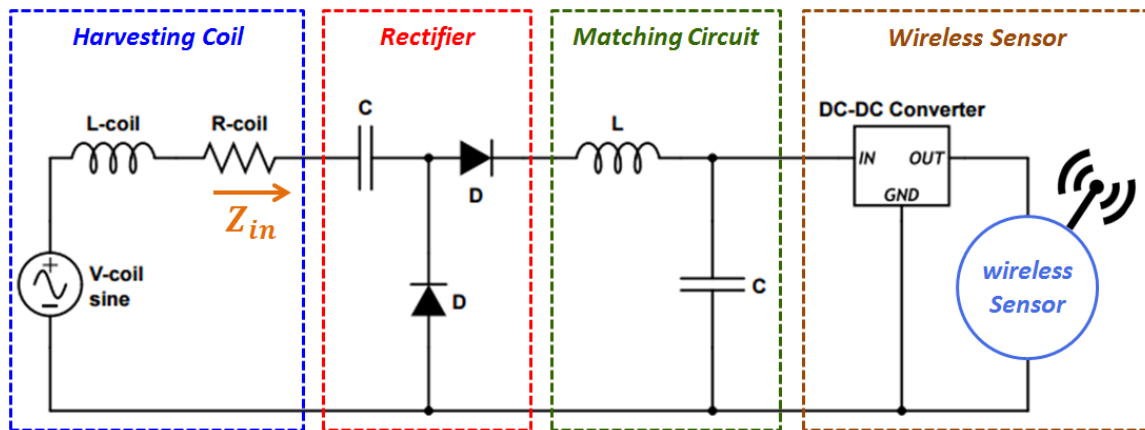 Harvesting Coil
Rectifier
Matching Circuit
Wireless Sensor
L-coil
R-coil
C
D
L
DC-DC Converter
IN
OUT
GND
Z_in
+
−
V-coil
sine
D
C
wireless
Sensor